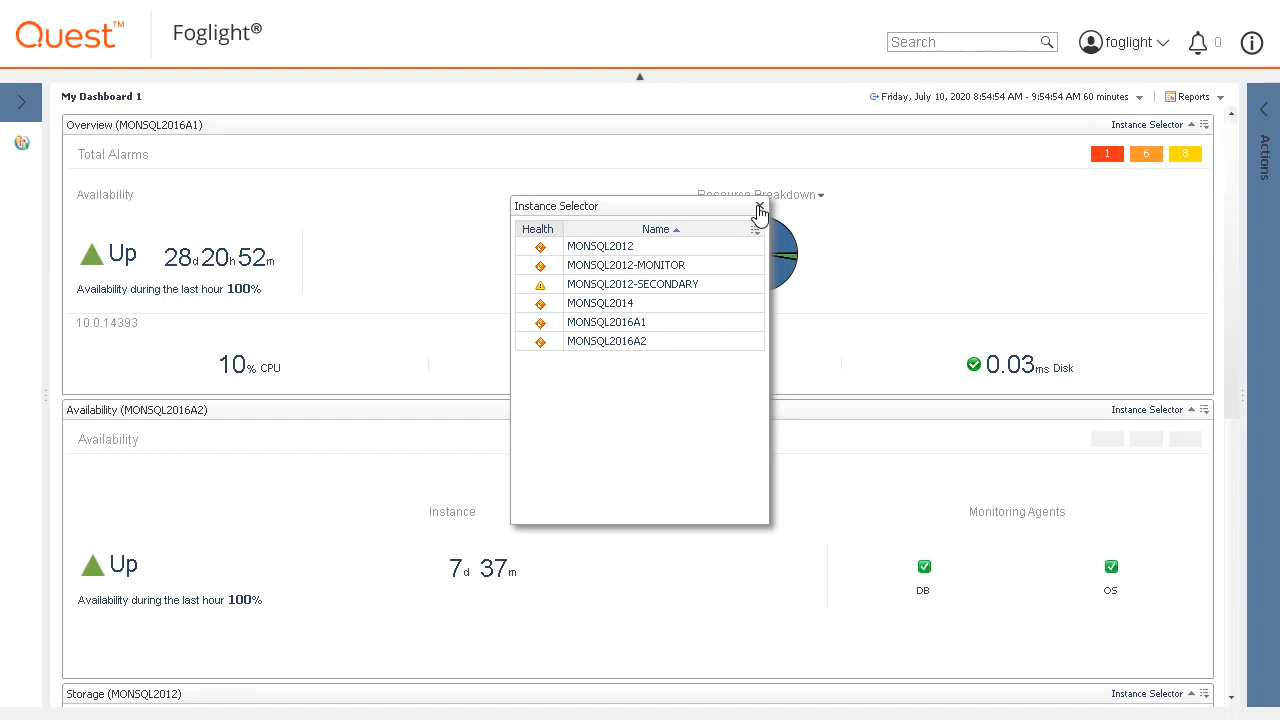 Quest™
Foglight®
Search
foglight
0
My Dashboard 1
Friday, July 10, 2020 8:54:54 AM - 9:54:54 AM 60 minutes
Reports
Actions
Overview (MONSQL2016A1)
Instance Selector
Total Alarms
1 6 8
Availability
Resource Breakdown
Up
28d 20h 52m
Availability during the last hour 100%
10.0.14393
10% CPU
0.03ms Disk
Instance Selector
Health Name
MONSQL2012
MONSQL2012-MONITOR
MONSQL2012-SECONDARY
MONSQL2014
MONSQL2016A1
MONSQL2016A2
Availability (MONSQL2016A2)
Instance Selector
Availability
Instance
Monitoring Agents
Up
7d 37m
Availability during the last hour 100%
DB
OS
Storage (MONSQL2012)
Instance Selector